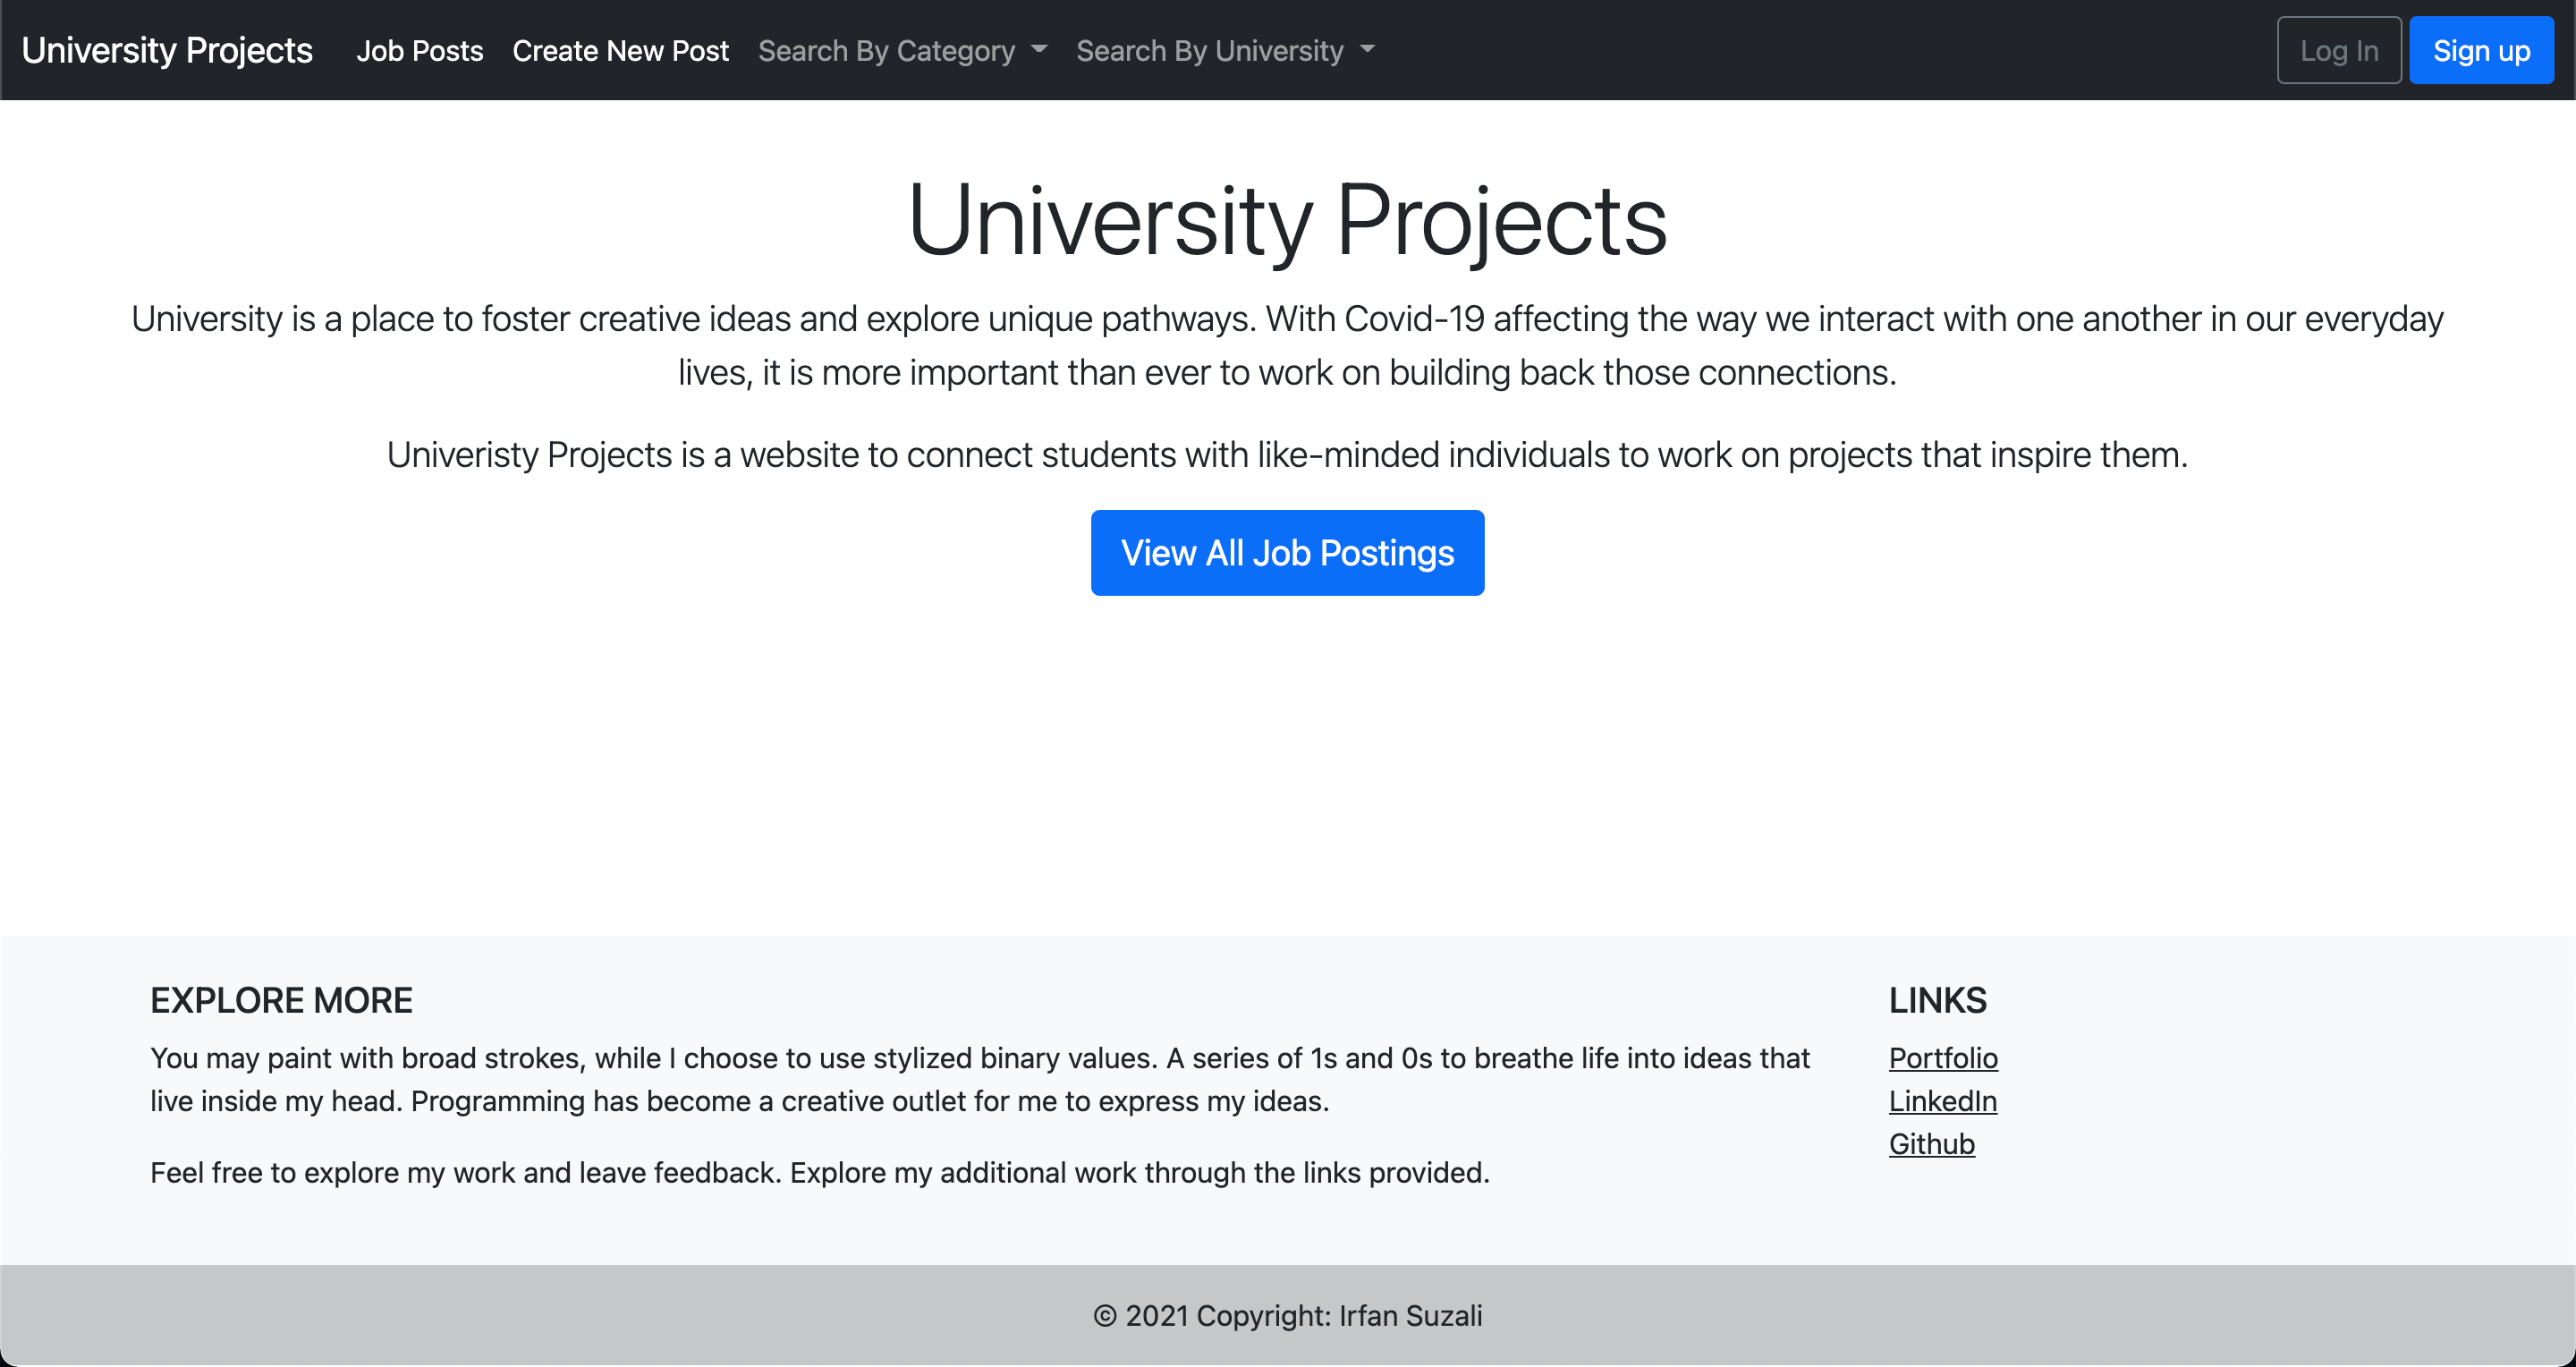 University Projects Job Posts Create New Post Search By Category Search By University Log In Sign up
University Projects
University is a place to foster creative ideas and explore unique pathways. With Covid-19 affecting the way we interact with one another in our everyday
lives, it is more important than ever to work on building back those connections.
Univeristy Projects is a website to connect students with like-minded individuals to work on projects that inspire them.
View All Job Postings
EXPLORE MORE
You may paint with broad strokes, while I choose to use stylized binary values. A series of 1s and 0s to breathe life into ideas that
live inside my head. Programming has become a creative outlet for me to express my ideas.
Feel free to explore my work and leave feedback. Explore my additional work through the links provided.
LINKS
Portfolio
LinkedIn
Github
© 2021 Copyright: Irfan Suzali